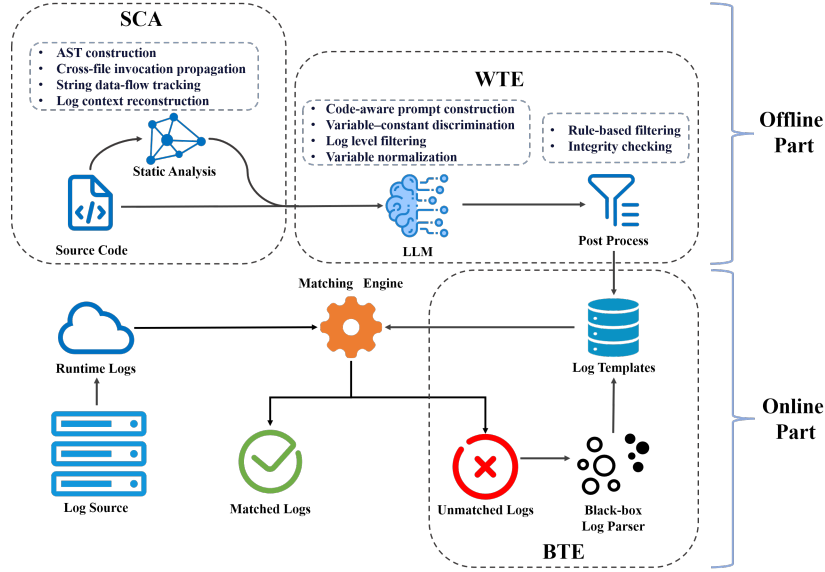 SCA
• AST construction
• Cross-file invocation propagation
• String data-flow tracking
• Log context reconstruction
Static Analysis
Source Code
WTE
• Code-aware prompt construction
• Variable–constant discrimination
• Log level filtering
• Variable normalization
• Rule-based filtering
• Integrity checking
LLM
Post Process
Offline
Part
Matching Engine
Runtime Logs
Log Templates
Log Source
Matched Logs
Unmatched Logs
Black-box
Log Parser
BTE
Online
Part